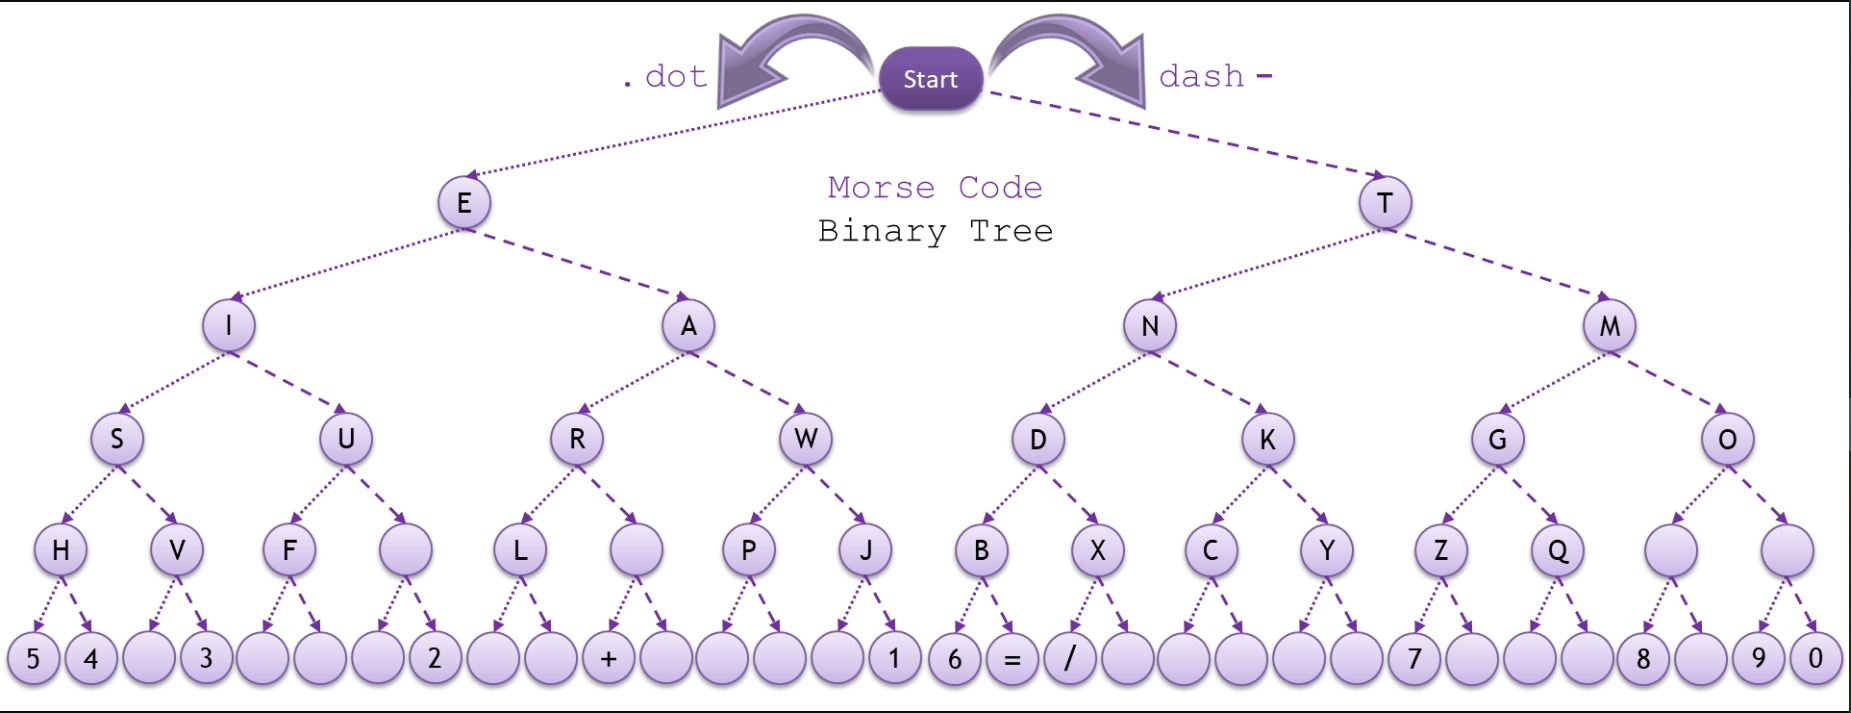 . dot
Start
dash -
Morse Code
Binary Tree
E T
I A N M
S U R W D K G O
H V F L P J B X C Y Z Q
5 4 3 2 + 1 6 = / 7 8 9 0